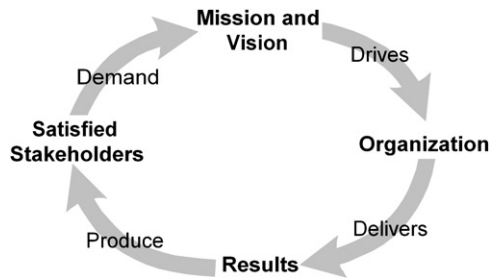 Mission and
Vision
Drives
Organization
Delivers
Results
Produce
Satisfied
Stakeholders
Demand